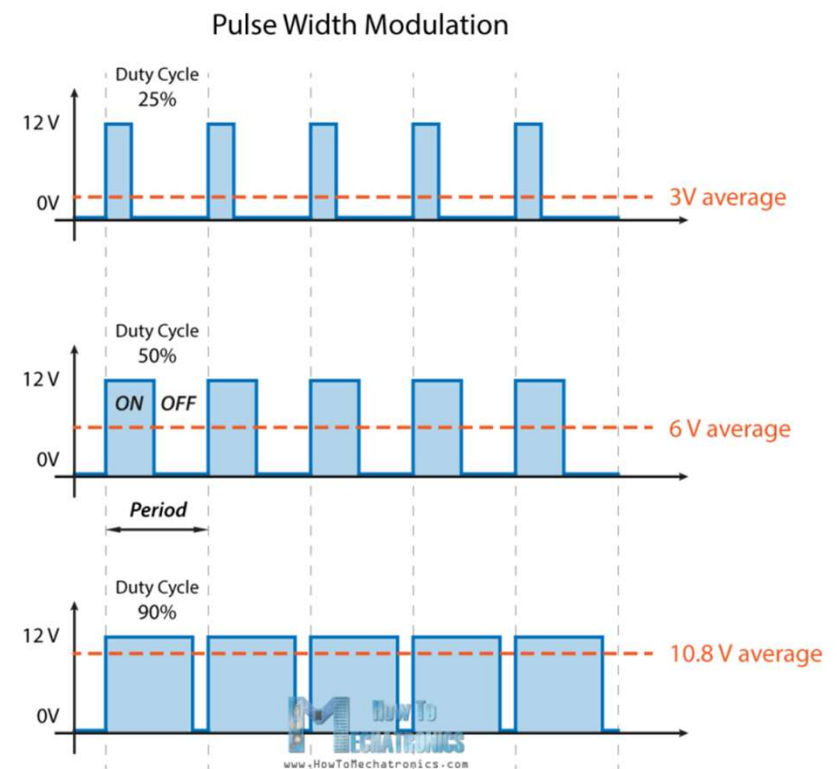 Pulse Width Modulation
Duty Cycle
25%
12 V
0V
3V average
Duty Cycle
50%
12 V
ON OFF
6 V average
0V
Period
Duty Cycle
90%
12 V
10.8 V average
0V
How To
MECHATRONICS
www.HowToMechatronics.com